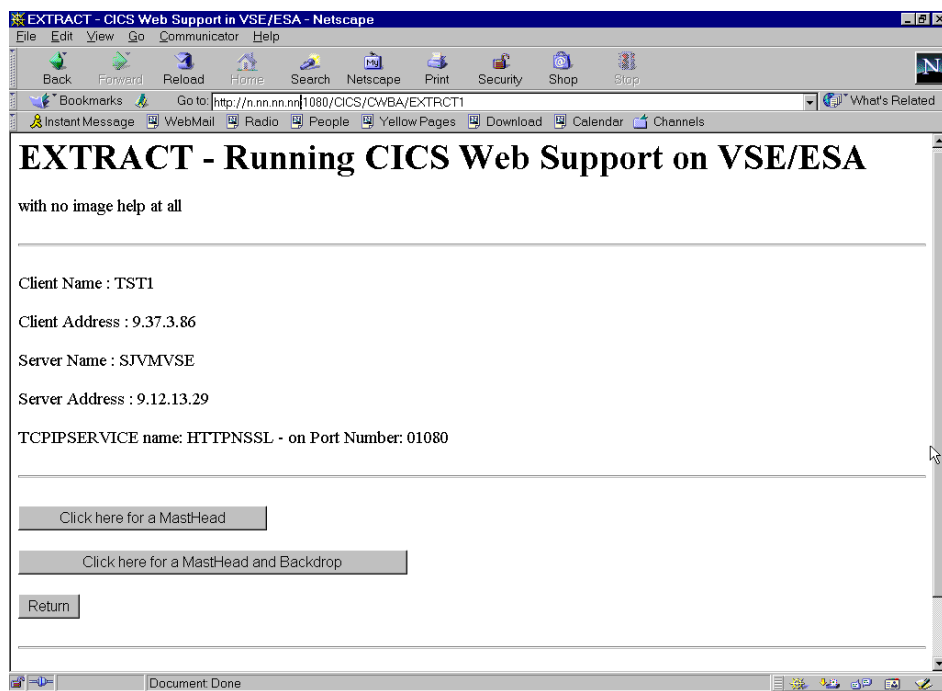 EXTRACT - CICS Web Support in VSE/ESA - Netscape
File Edit View Go Communicator Help
My
N
Back Forward Reload Home Search Netscape Print Security Shop Stop
Bookmarks Go to: http://n.nn.nn.nn:1080/CICS/CWBA/EXTRCT1 What's Related
Instant Message WebMail Radio People Yellow Pages Download Calendar Channels
EXTRACT - Running CICS Web Support on VSE/ESA
with no image help at all
Client Name : TST1
Client Address : 9.37.3.86
Server Name : SJVMVSE
Server Address : 9.12.13.29
TCPIPSERVICE name: HTTPNSSL - on Port Number: 01080
Click here for a MastHead
Click here for a MastHead and Backdrop
Return
Document: Done